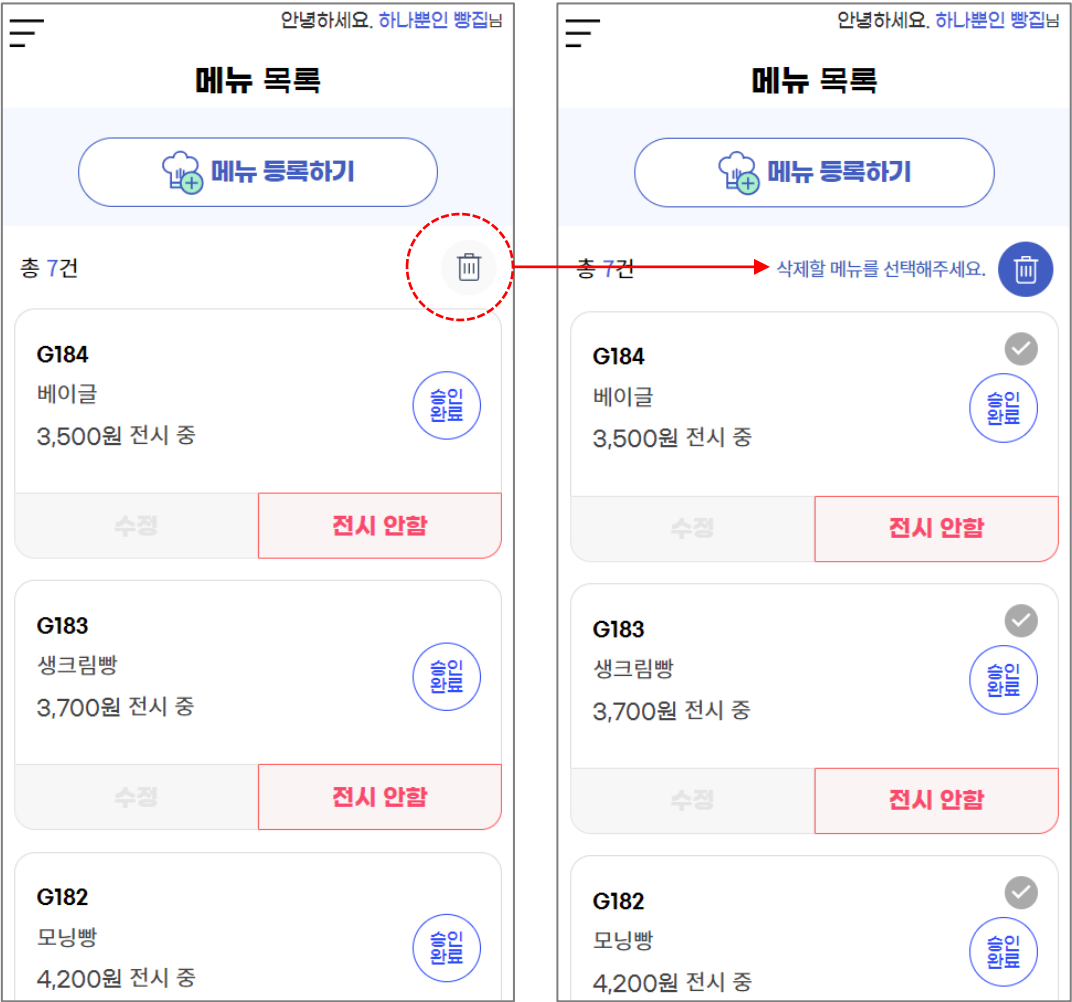 안녕하세요. 하나뿐인 빵집님
메뉴 목록
메뉴 등록하기
총 7건
G184
베이글
3,500원 전시 중
승인
완료
수정
전시 안함
G183
생크림빵
3,700원 전시 중
승인
완료
수정
전시 안함
G182
모닝빵
4,200원 전시 중
승인
완료
안녕하세요. 하나뿐인 빵집님
메뉴 목록
메뉴 등록하기
총 7건
삭제할 메뉴를 선택해주세요.
G184
베이글
3,500원 전시 중
승인
완료
수정
전시 안함
G183
생크림빵
3,700원 전시 중
승인
완료
수정
전시 안함
G182
모닝빵
4,200원 전시 중
승인
완료